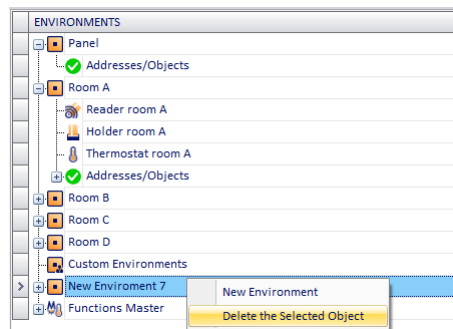 ENVIRONMENTS
Panel
Addresses/Objects
Room A
Reader room A
Holder room A
Thermostat room A
Addresses/Objects
Room B
Room C
Room D
Custom Environments
New Enviroment 7
New Environment
Functions Master
Delete the Selected Object